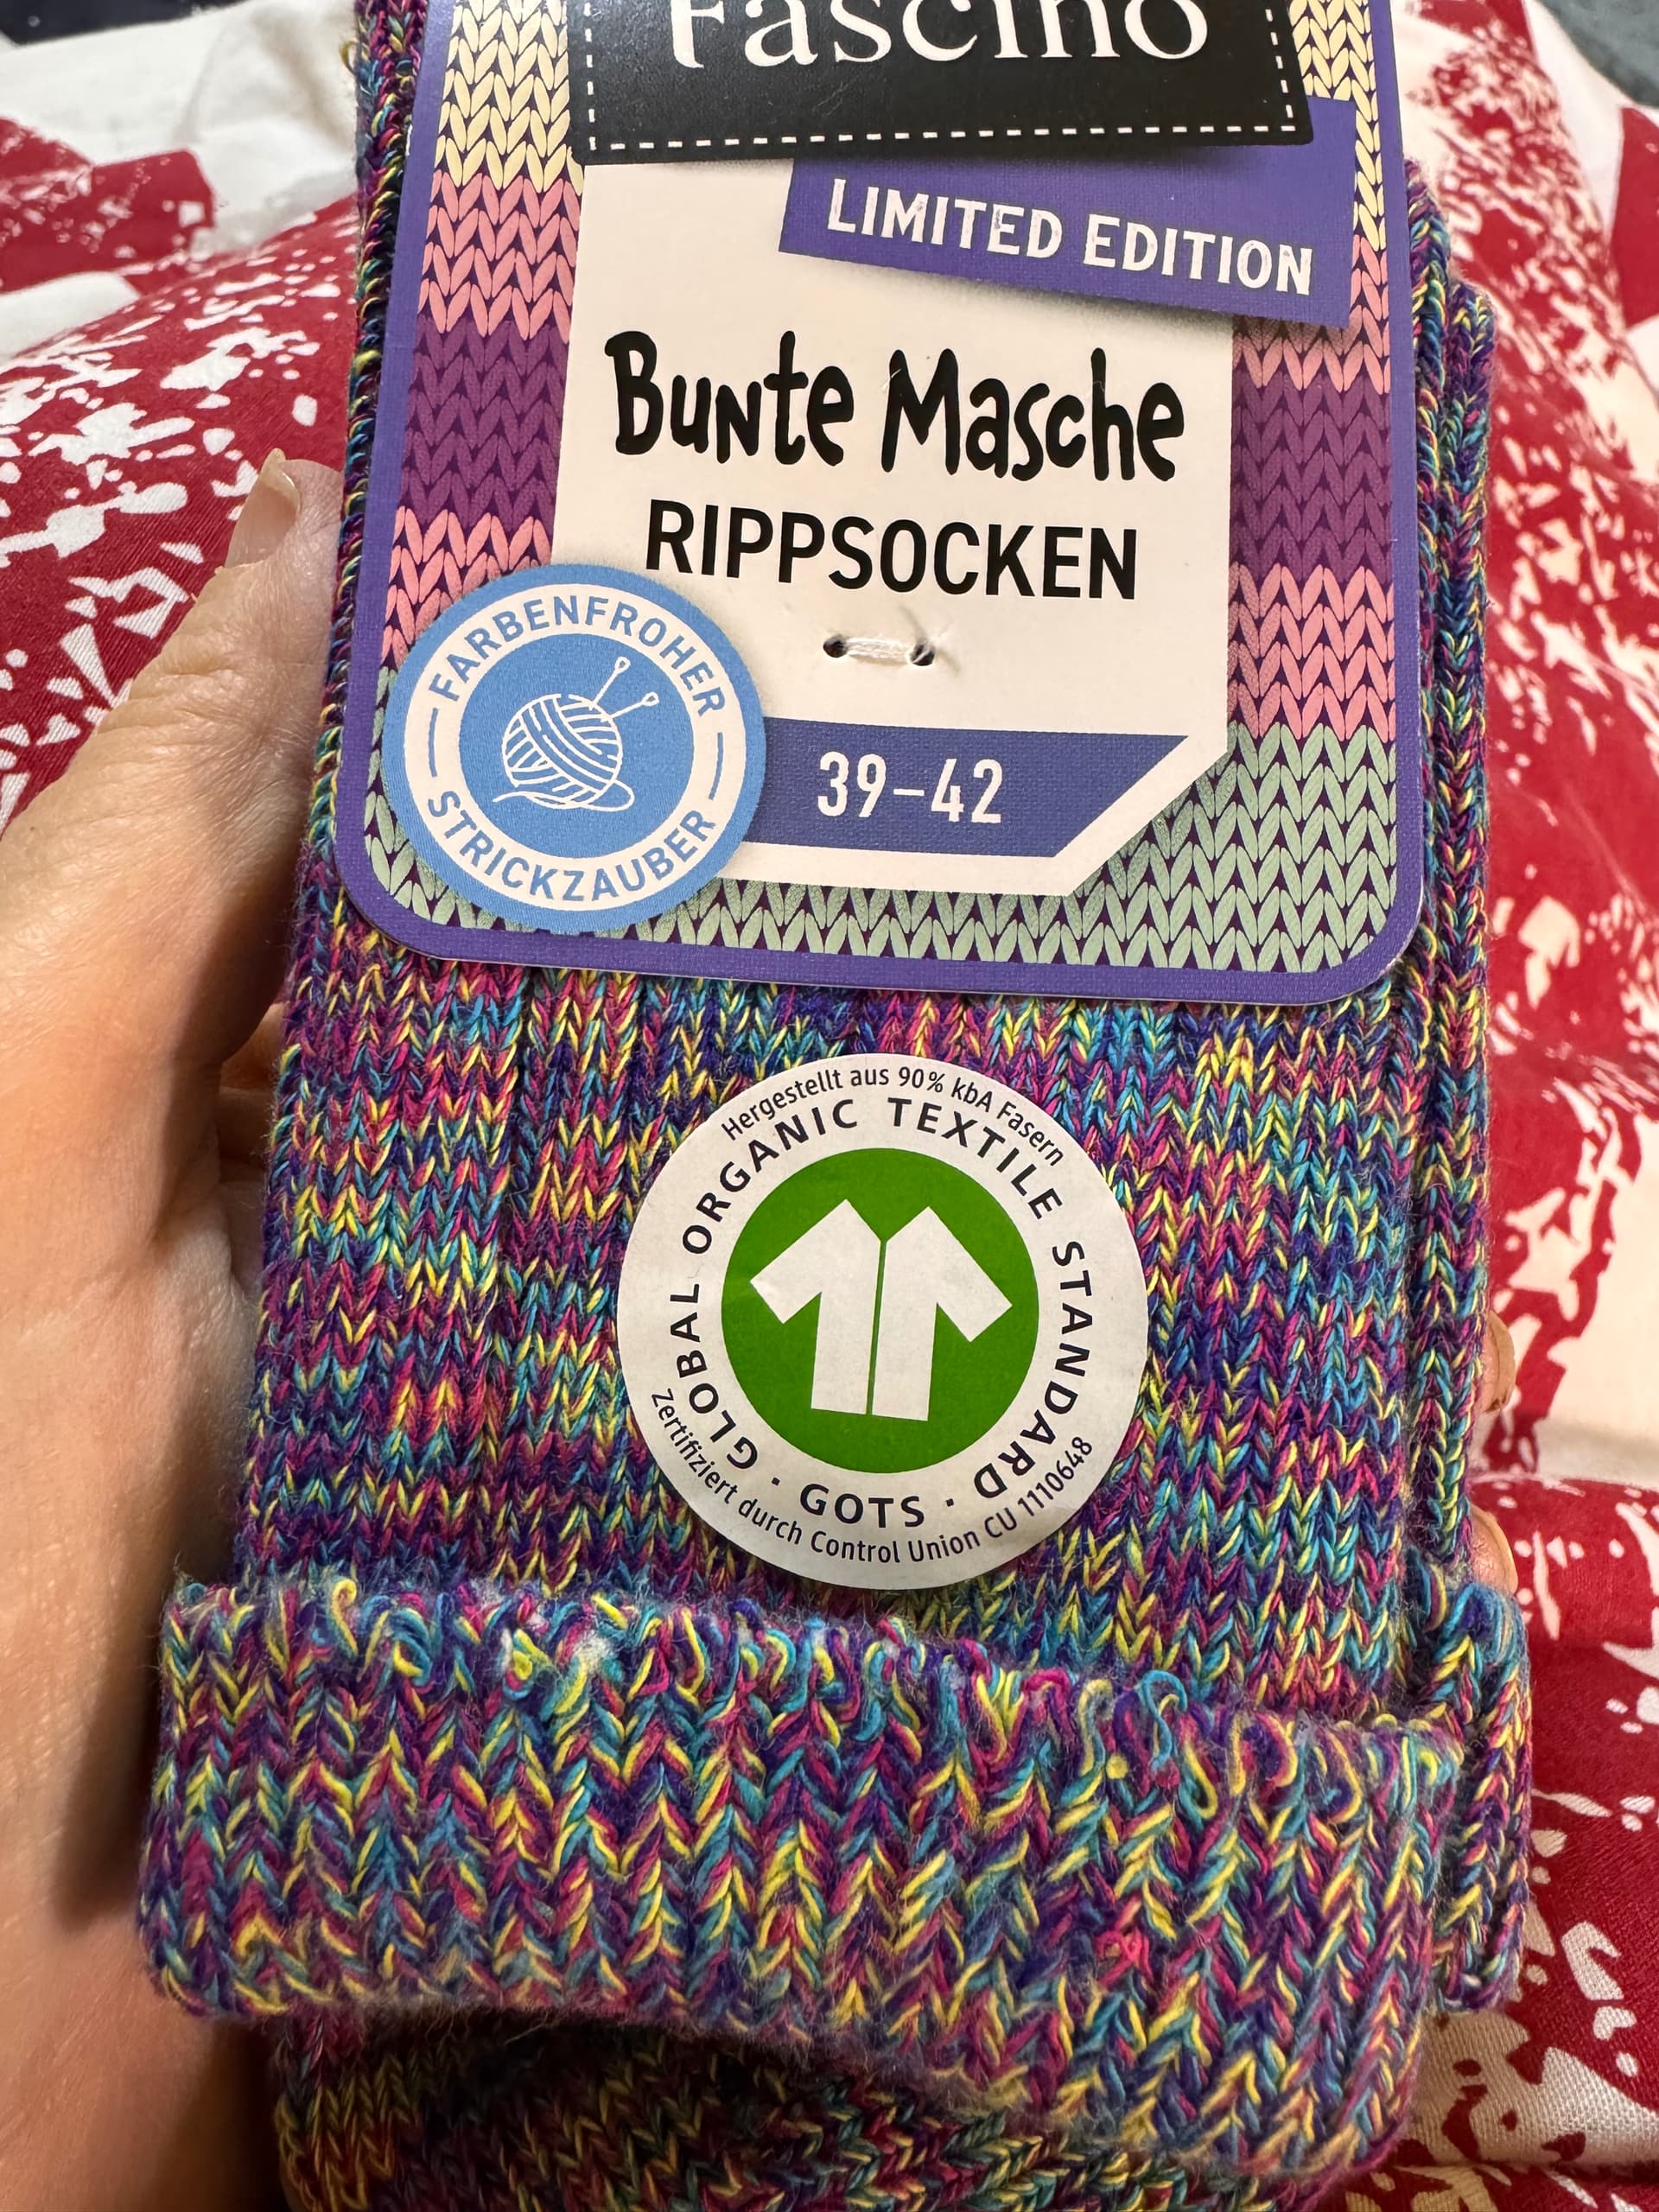 Fascino
LIMITED EDITION
Bunte Masche
RIPPSOCKEN
FARBENFROHER
STRICKZAUBER
39–42
Hergestellt aus 90% kbA Fasern
GLOBAL ORGANIC TEXTILE STANDARD · GOTS ·
Zertifiziert durch Control Union CU 1110648